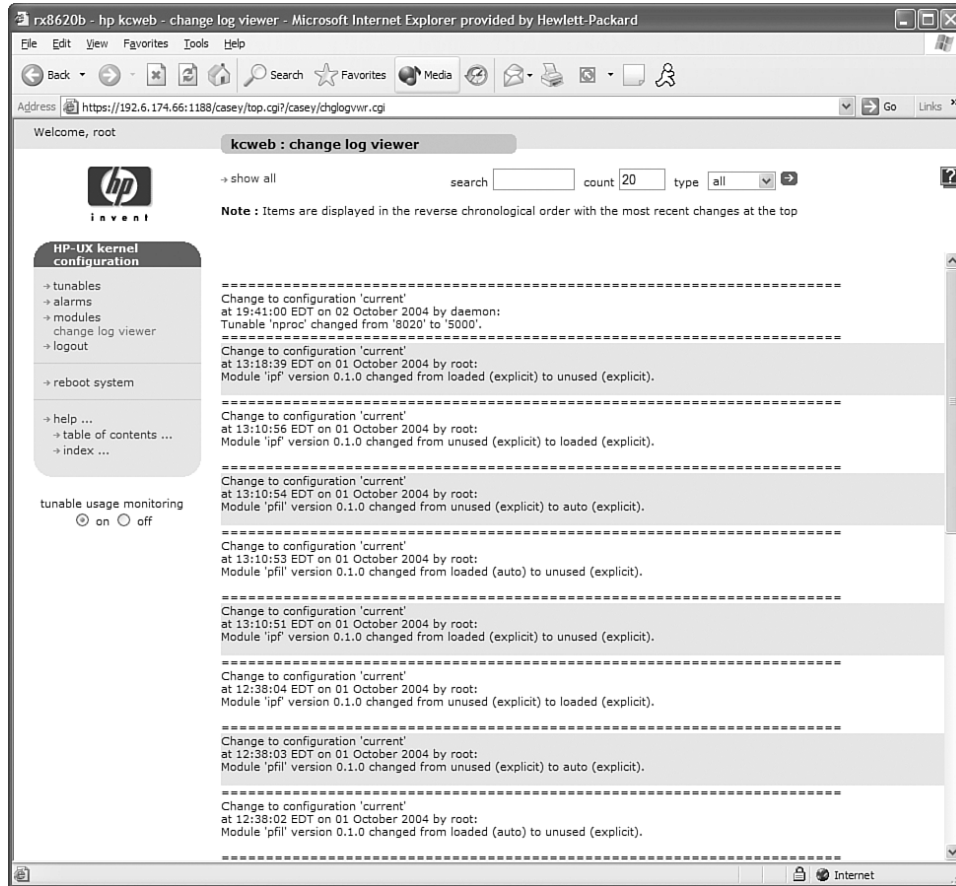 rx8620b - hp kcweb - change log viewer - Microsoft Internet Explorer provided by Hewlett-Packard
File Edit View Favorites Tools Help
Back Search Favorites Media
Address https://192.6.174.66:1188/casey/top.cgi?/casey/chglogvwr.cgi Go Links »
Welcome, root
kcweb : change log viewer
hp
invent
→ show all search count 20 type all
Note : Items are displayed in the reverse chronological order with the most recent changes at the top
HP-UX kernel
configuration
→ tunables
→ alarms
→ modules
change log viewer
→ logout
→ reboot system
→ help ...
→ table of contents ...
→ index ...
tunable usage monitoring
on off
======================================================================
Change to configuration 'current'
at 19:41:00 EDT on 02 October 2004 by daemon:
Tunable 'nproc' changed from '8020' to '5000'.
======================================================================
Change to configuration 'current'
at 13:18:39 EDT on 01 October 2004 by root:
Module 'ipf' version 0.1.0 changed from loaded (explicit) to unused (explicit).
======================================================================
Change to configuration 'current'
at 13:10:56 EDT on 01 October 2004 by root:
Module 'ipf' version 0.1.0 changed from unused (explicit) to loaded (explicit).
======================================================================
Change to configuration 'current'
at 13:10:54 EDT on 01 October 2004 by root:
Module 'pfil' version 0.1.0 changed from unused (explicit) to auto (explicit).
======================================================================
Change to configuration 'current'
at 13:10:53 EDT on 01 October 2004 by root:
Module 'pfil' version 0.1.0 changed from loaded (auto) to unused (explicit).
======================================================================
Change to configuration 'current'
at 13:10:51 EDT on 01 October 2004 by root:
Module 'ipf' version 0.1.0 changed from loaded (explicit) to unused (explicit).
======================================================================
Change to configuration 'current'
at 12:38:04 EDT on 01 October 2004 by root:
Module 'ipf' version 0.1.0 changed from unused (explicit) to loaded (explicit).
======================================================================
Change to configuration 'current'
at 12:38:03 EDT on 01 October 2004 by root:
Module 'pfil' version 0.1.0 changed from unused (explicit) to auto (explicit).
======================================================================
Change to configuration 'current'
at 12:38:02 EDT on 01 October 2004 by root:
Module 'pfil' version 0.1.0 changed from loaded (auto) to unused (explicit).
======================================================================
Internet